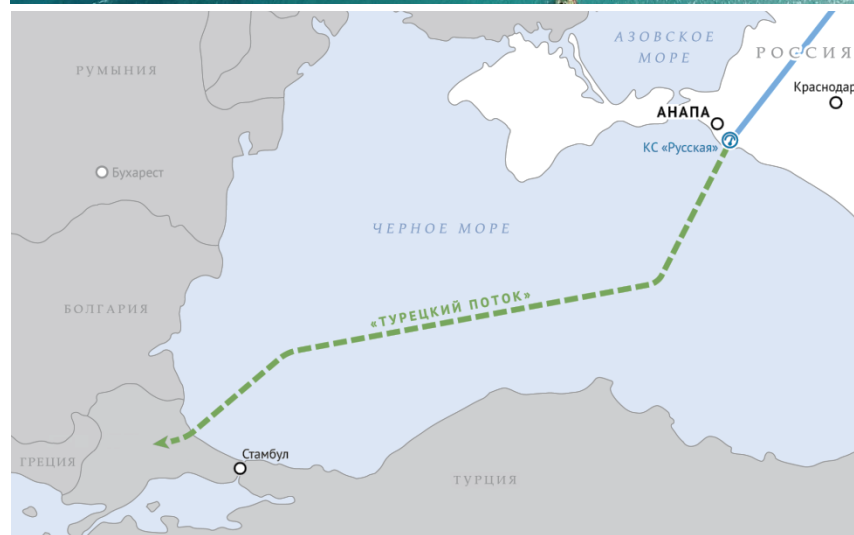 АЗОВСКОЕ
МОРЕ
РОССИЯ
РУМЫНИЯ
Краснодар
АНАПА
КС «Русская»
Бухарест
ЧЕРНОЕ МОРЕ
БОЛГАРИЯ
«ТУРЕЦКИЙ ПОТОК»
Стамбул
ГРЕЦИЯ
ТУРЦИЯ